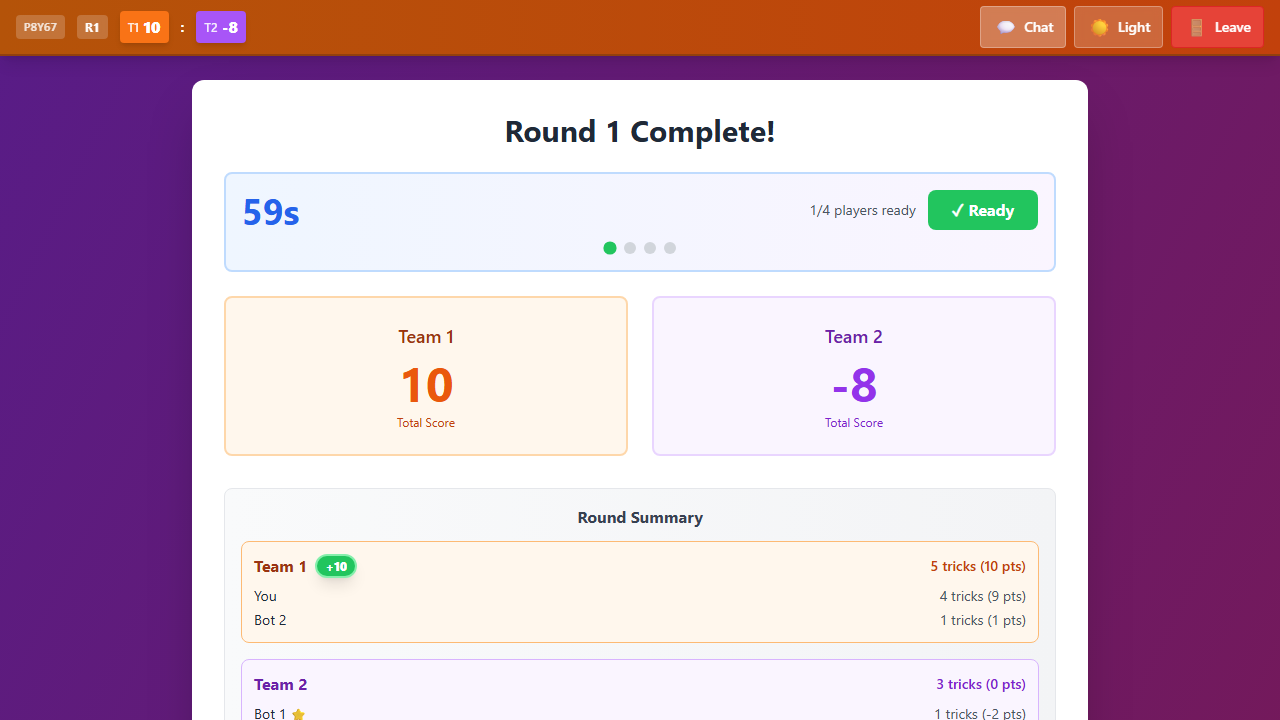 P8Y67 R1 T1 10 : T2 -8 Chat Light Leave
Round 1 Complete!
59s 1/4 players ready ✓ Ready
Team 1
10
Total Score
Team 2
-8
Total Score
Round Summary
Team 1 +10 5 tricks (10 pts)
You 4 tricks (9 pts)
Bot 2 1 tricks (1 pts)
Team 2 3 tricks (0 pts)
Bot 1 1 tricks (-2 pts)